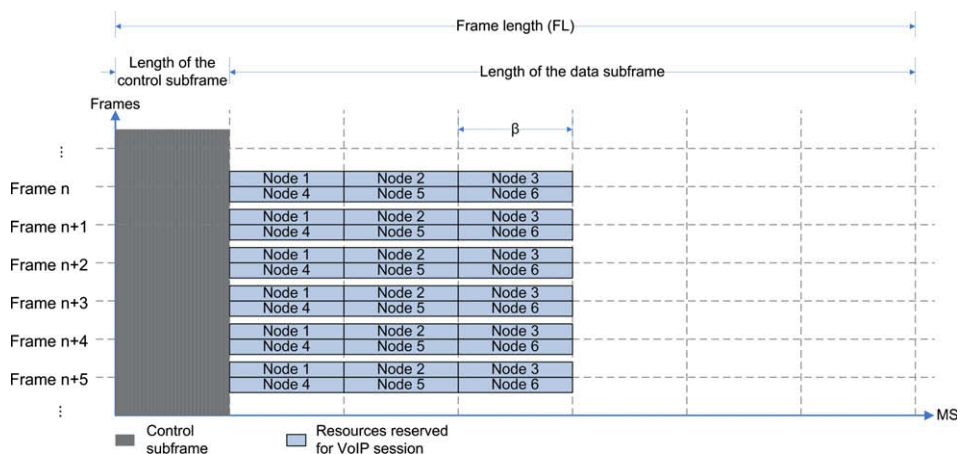 Frame length (FL)
Length of the
control subframe
Length of the data subframe
Frames
β
...
Frame n
Node 1 Node 2 Node 3
Node 4 Node 5 Node 6
Frame n+1
Node 1 Node 2 Node 3
Node 4 Node 5 Node 6
Frame n+2
Node 1 Node 2 Node 3
Node 4 Node 5 Node 6
Frame n+3
Node 1 Node 2 Node 3
Node 4 Node 5 Node 6
Frame n+4
Node 1 Node 2 Node 3
Node 4 Node 5 Node 6
Frame n+5
Node 1 Node 2 Node 3
Node 4 Node 5 Node 6
...
MS
Control
subframe
Resources reserved
for VoIP session